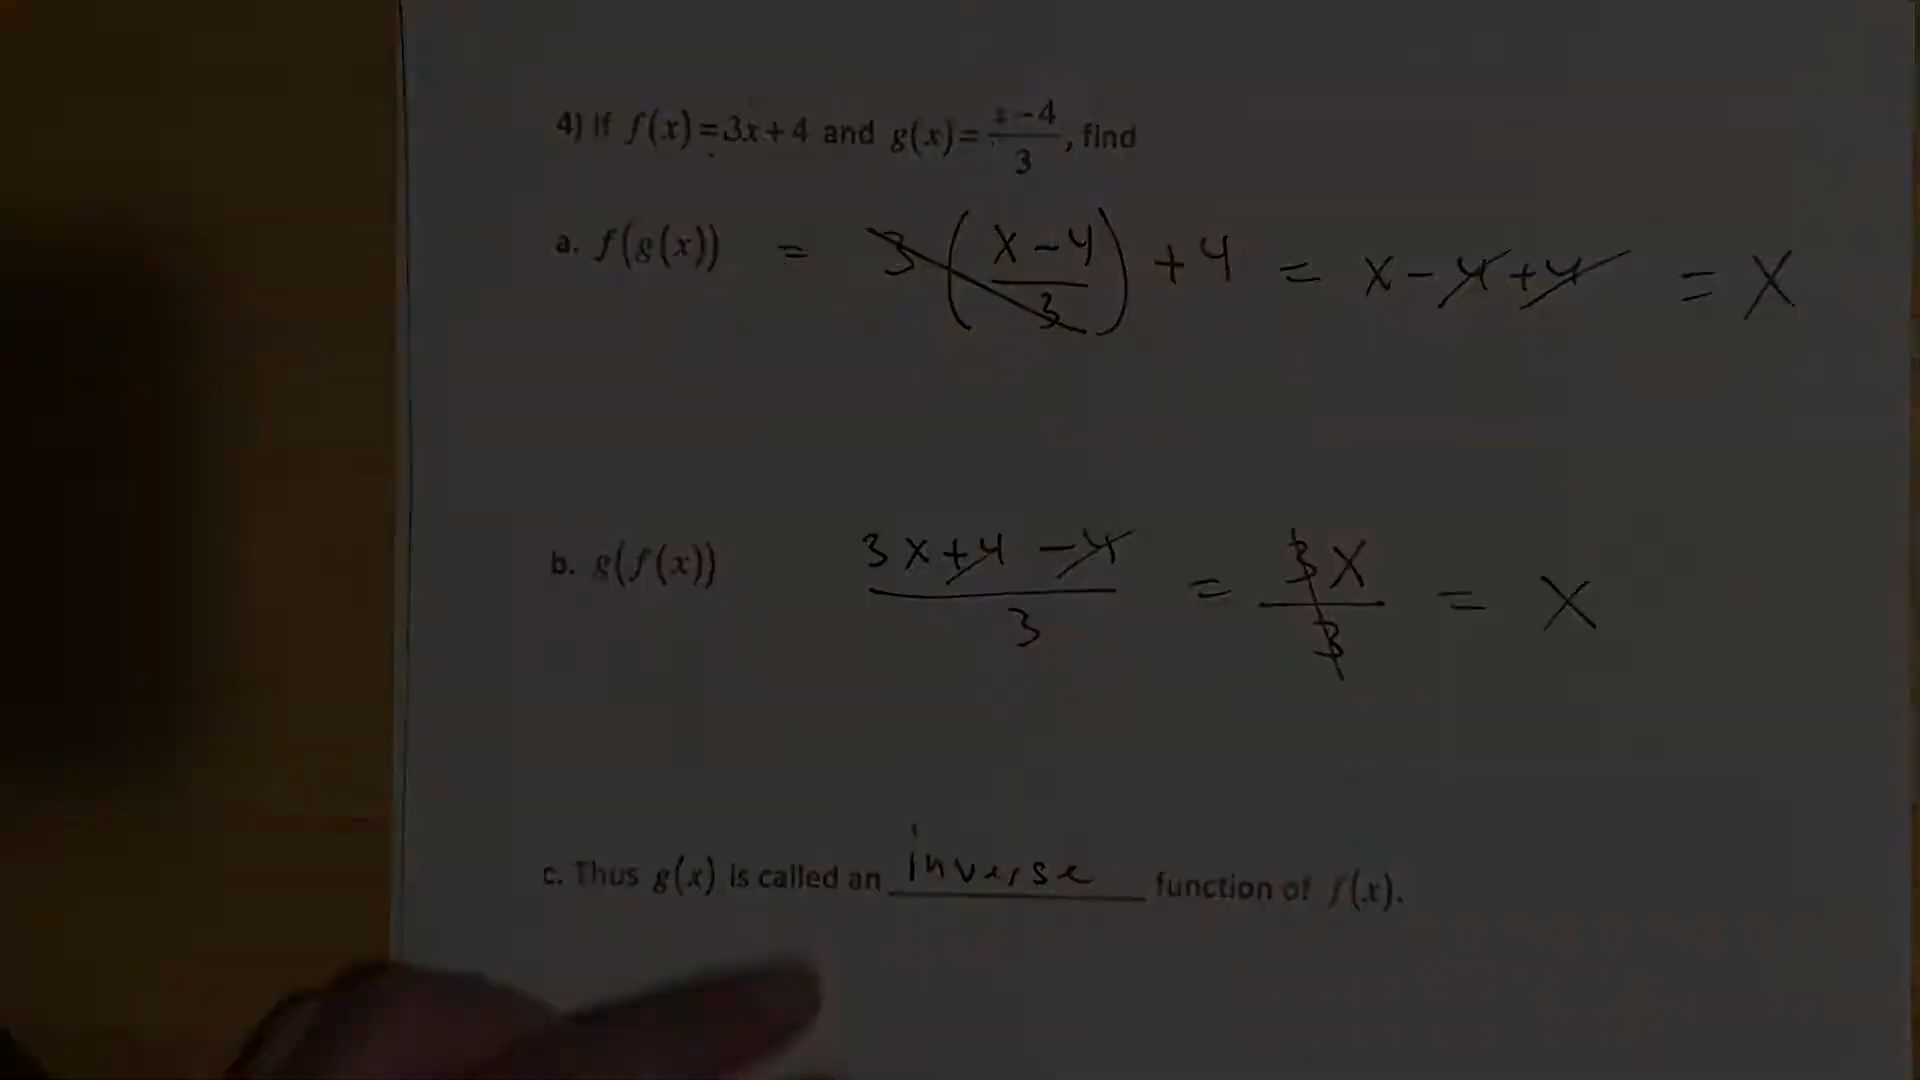 4) If f(x)=3x+4 and g(x)=x-4/3, find
a. f(g(x)) = 3(x-4/3)+4 = x-4+4 = x
b. g(f(x)) 3x+4-4/3 = 3x/3 = x
c. Thus g(x) is called an inverse function of f(x).